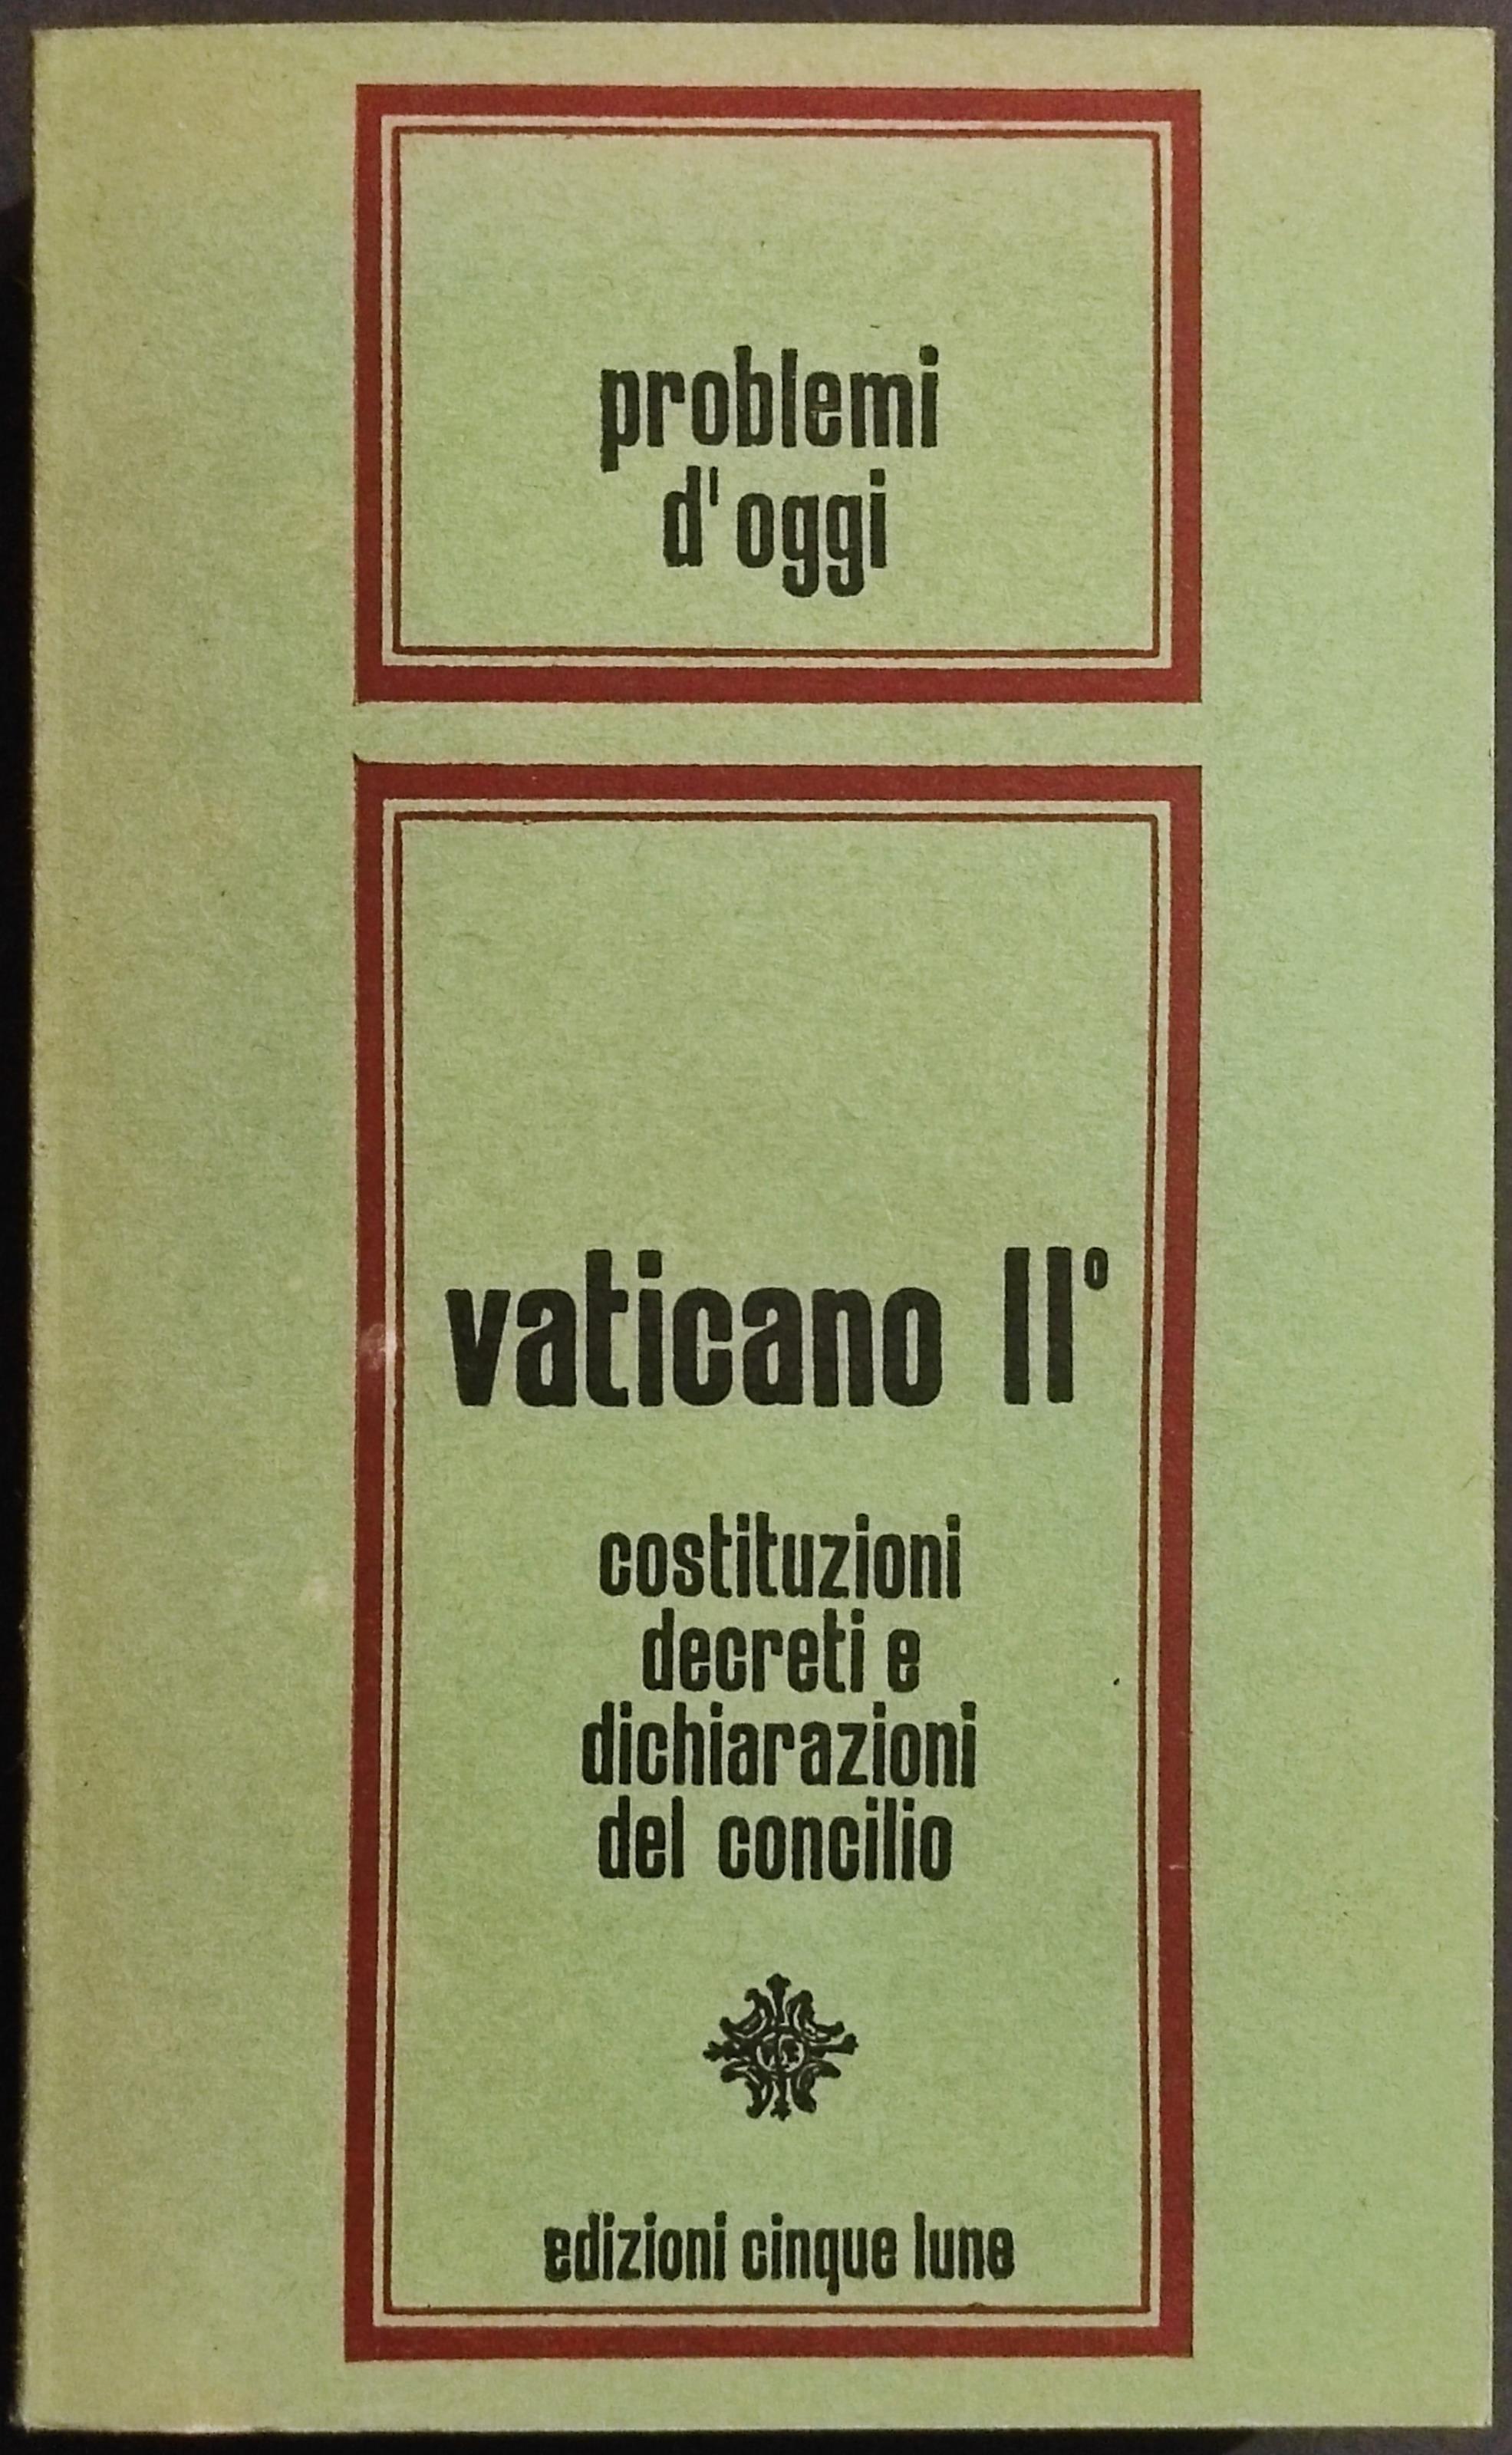 problemi
d'oggi
vaticano II°
costituzioni
decreti e
dichiarazioni
del concilio
edizioni cinque lune